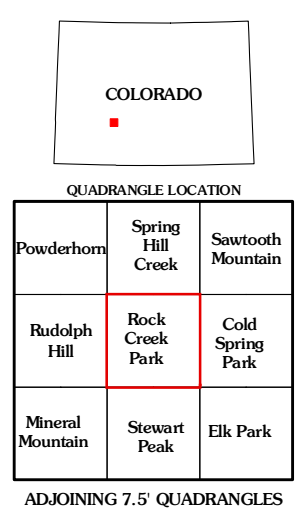 COLORADO
QUADRANGLE LOCATION
Powderhorn
Spring
Hill
Creek
Sawtooth
Mountain
Rudolph
Hill
Rock
Creek
Park
Cold
Spring
Park
Mineral
Mountain
Stewart
Peak
Elk Park
ADJOINING 7.5' QUADRANGLES